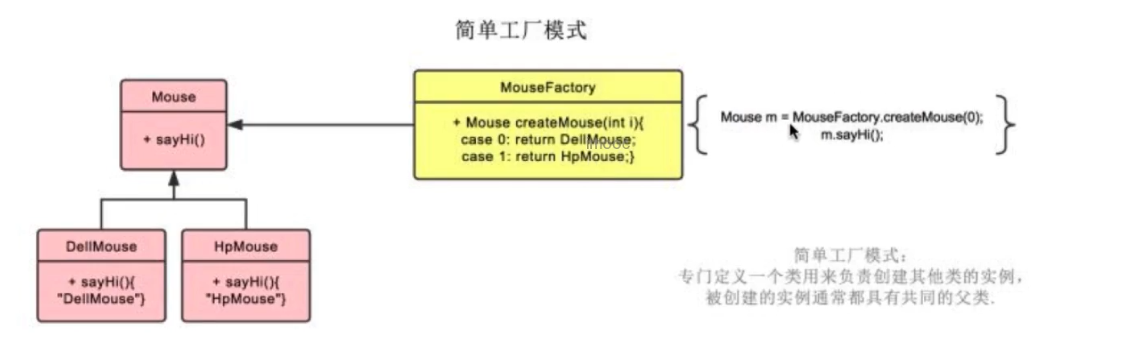 简单工厂模式
Mouse
+ sayHi()
MouseFactory
+ Mouse createMouse(int i){
case 0: return DellMouse;
case 1: return HpMouse;}
Mouse m = MouseFactory.createMouse(0);
m.sayHi();
DellMouse
+ sayHi(){
"DellMouse"}
HpMouse
+ sayHi(){
"HpMouse"}
简单工厂模式：
专门定义一个类用来负责创建其他类的实例，
被创建的实例通常都具有共同的父类.